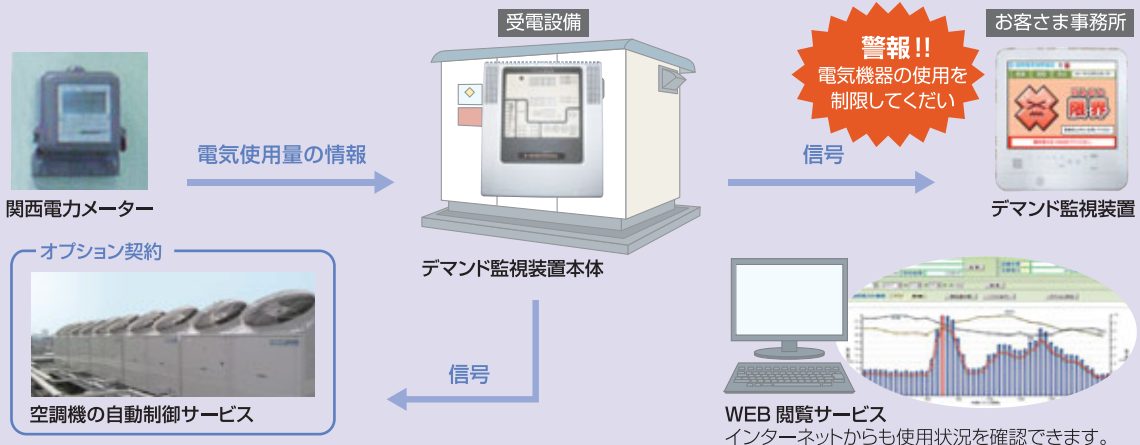 受電設備
お客さま事務所
警報!!
電気機器の使用を
制限してくだい
限界
電気使用量の情報
信号
関西電力メーター
デマンド監視装置
オプション契約
デマンド監視装置本体
信号
空調機の自動制御サービス
WEB 閲覧サービス
インターネットからも使用状況を確認できます。